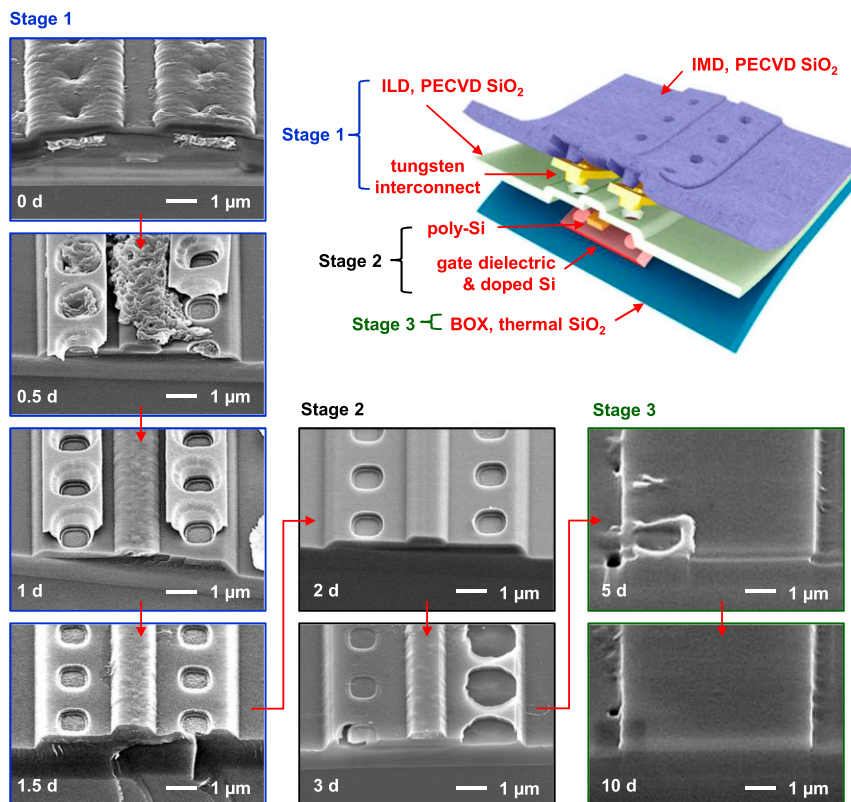 Stage 1
0 d
1 µm
0.5 d
1 µm
1 d
1 µm
1.5 d
1 µm
ILD, PECVD SiO₂
IMD, PECVD SiO₂
Stage 1
tungsten
interconnect
poly-Si
Stage 2
gate dielectric
& doped Si
Stage 3
BOX, thermal SiO₂
Stage 2
2 d
1 µm
3 d
1 µm
Stage 3
5 d
1 µm
10 d
1 µm